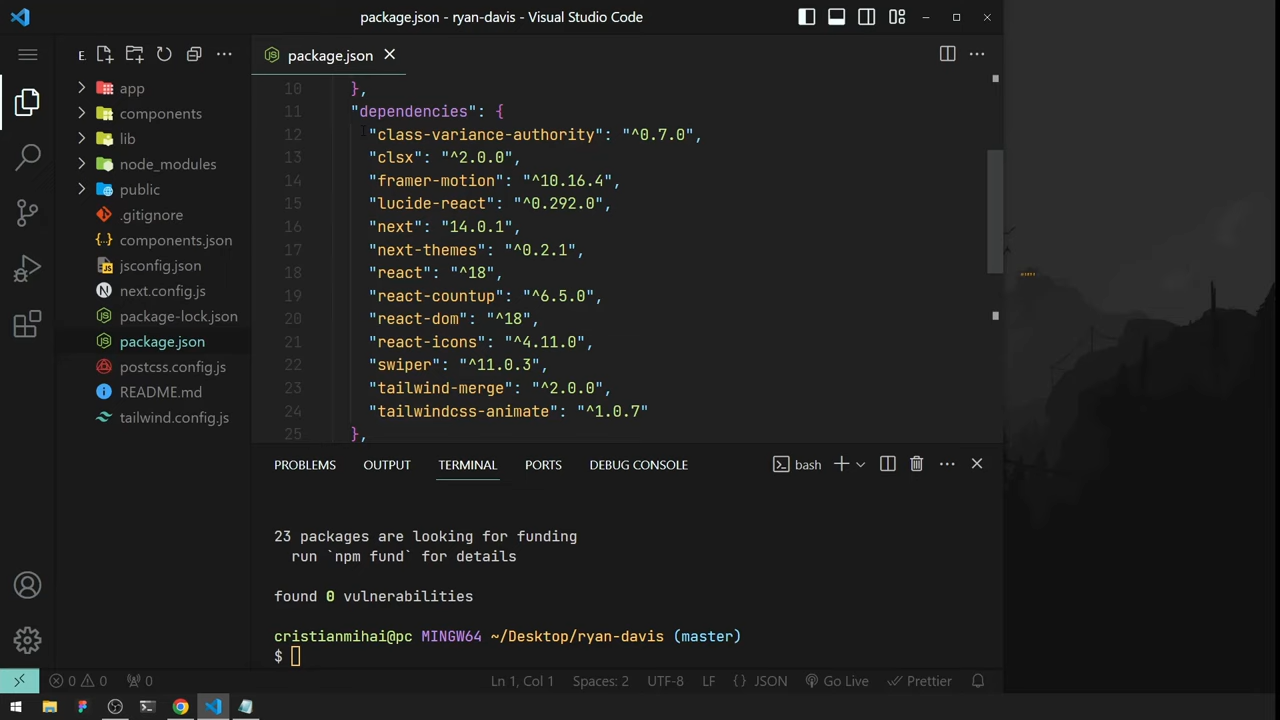 package.json - ryan-davis - Visual Studio Code
E
package.json
app
components
lib
node_modules
public
.gitignore
components.json
jsconfig.json
next.config.js
package-lock.json
package.json
postcss.config.js
README.md
tailwind.config.js
10 },
11 "dependencies": {
12 "class-variance-authority": "^0.7.0",
13 "clsx": "^2.0.0",
14 "framer-motion": "^10.16.4",
15 "lucide-react": "^0.292.0",
16 "next": "14.0.1",
17 "next-themes": "^0.2.1",
18 "react": "^18",
19 "react-countup": "^6.5.0",
20 "react-dom": "^18",
21 "react-icons": "^4.11.0",
22 "swiper": "^11.0.3",
23 "tailwind-merge": "^2.0.0",
24 "tailwindcss-animate": "^1.0.7"
25 },
PROBLEMS OUTPUT TERMINAL PORTS DEBUG CONSOLE bash
23 packages are looking for funding
run `npm fund` for details
found 0 vulnerabilities
cristianmihai@pc MINGW64 ~/Desktop/ryan-davis (master)
$
0 0 0 Ln 1, Col 1 Spaces: 2 UTF-8 LF {} JSON Go Live Prettier